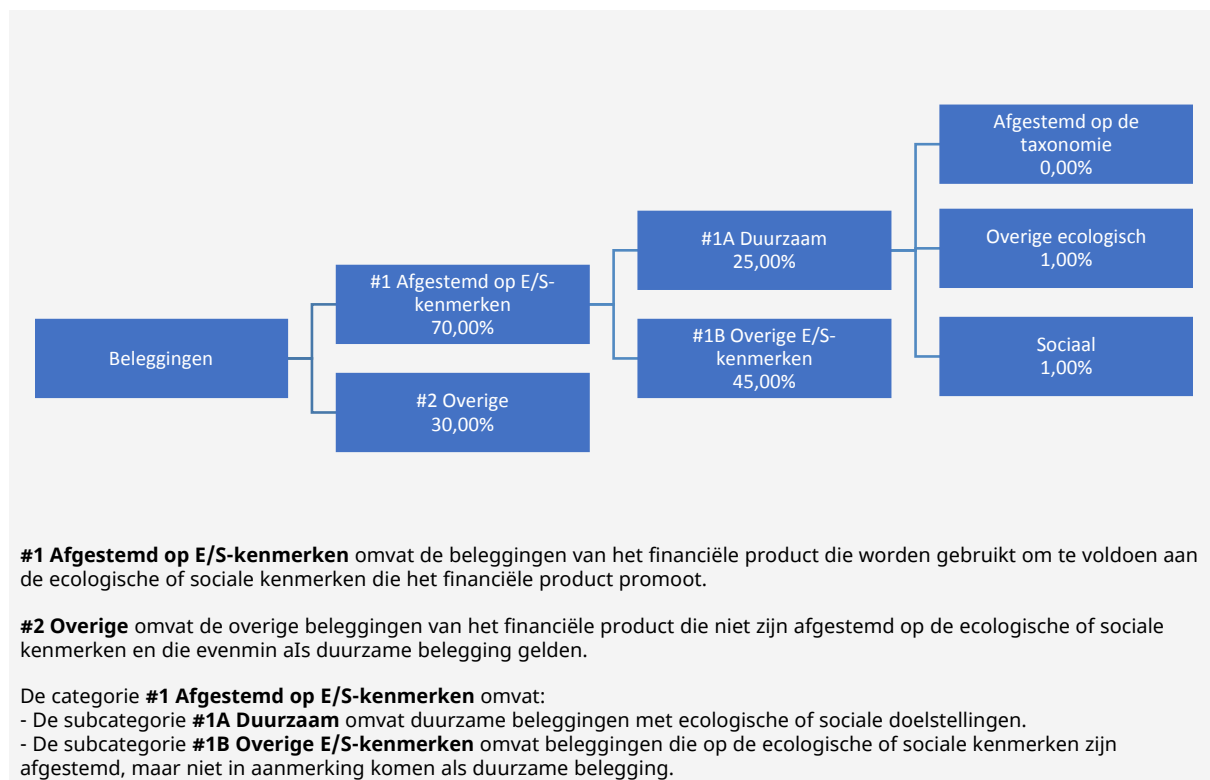 Afgestemd op de
taxonomie
0,00%
#1A Duurzaam
25,00%
Overige ecologisch
1,00%
#1 Afgestemd op E/S-
kenmerken
70,00%
Beleggingen
#1B Overige E/S-
kenmerken
45,00%
Sociaal
1,00%
#2 Overige
30,00%
#1 Afgestemd op E/S-kenmerken omvat de beleggingen van het financiële product die worden gebruikt om te voldoen aan
de ecologische of sociale kenmerken die het financiële product promoot.
#2 Overige omvat de overige beleggingen van het financiële product die niet zijn afgestemd op de ecologische of sociale
kenmerken en die evenmin aIs duurzame belegging gelden.
De categorie #1 Afgestemd op E/S-kenmerken omvat:
- De subcategorie #1A Duurzaam omvat duurzame beleggingen met ecologische of sociale doelstellingen.
- De subcategorie #1B Overige E/S-kenmerken omvat beleggingen die op de ecologische of sociale kenmerken zijn
afgestemd, maar niet in aanmerking komen als duurzame belegging.